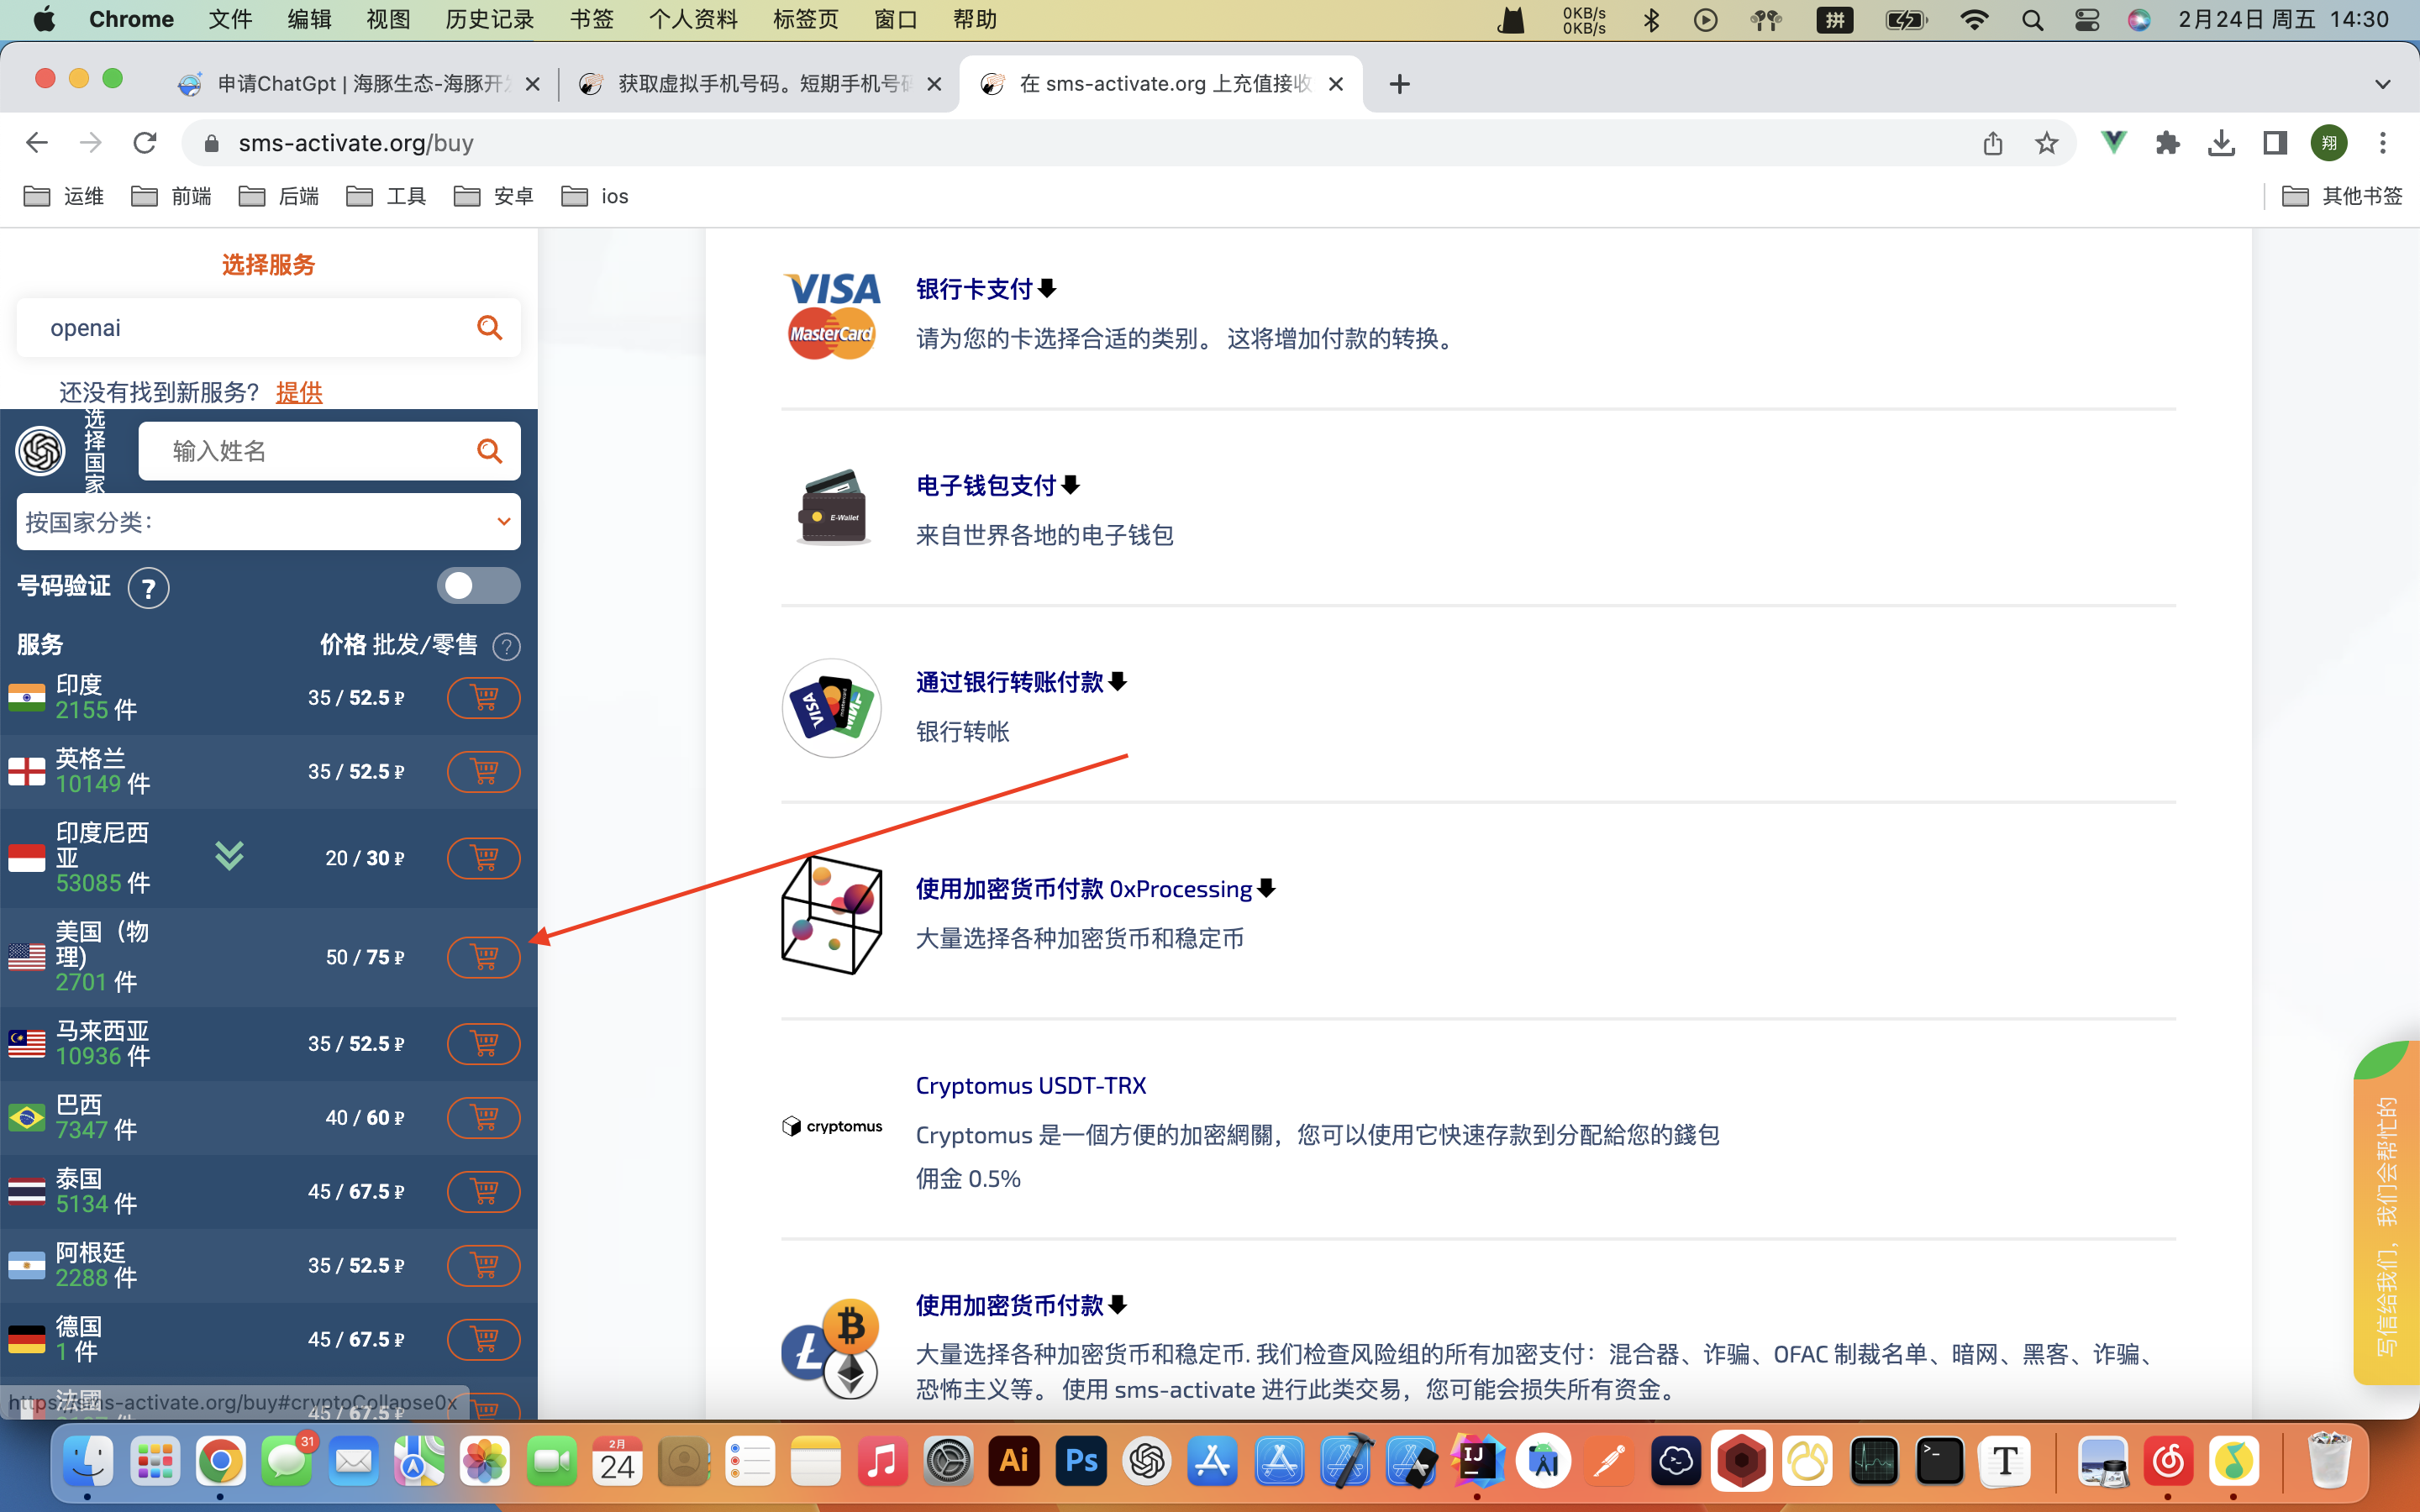 Chrome 文件 编辑 视图 历史记录 书签 个人资料 标签页 窗口 帮助
0KB/s
0KB/s
拼
2月24日 周五 14:30
申请ChatGpt | 海豚生态-海豚开
获取虚拟手机号码。短期手机号码
在 sms-activate.org 上充值接收
sms-activate.org/buy
翔
运维 前端 后端 工具 安卓 ios
其他书签
选择服务
openai
还没有找到新服务? 提供
选择国家
输入姓名
按国家分类:
号码验证 ?
服务 价格 批发/零售 ?
印度
2155 件
35 / 52.5 ₽
英格兰
10149 件
35 / 52.5 ₽
印度尼西
亚
53085 件
20 / 30 ₽
美国（物
理)
2701 件
50 / 75 ₽
马来西亚
10936 件
35 / 52.5 ₽
巴西
7347 件
40 / 60 ₽
泰国
5134 件
45 / 67.5 ₽
阿根廷
2288 件
35 / 52.5 ₽
德国
1 件
45 / 67.5 ₽
法國
45 / 67.5 ₽
https://sms-activate.org/buy#cryptoCollapse0x
VISA
MasterCard
银行卡支付
请为您的卡选择合适的类别。 这将增加付款的转换。
E-Wallet
电子钱包支付
来自世界各地的电子钱包
VISA
通过银行转账付款
银行转帐
使用加密货币付款 0xProcessing
大量选择各种加密货币和稳定币
cryptomus
Cryptomus USDT-TRX
Cryptomus 是一個方便的加密網關，您可以使用它快速存款到分配給您的錢包
佣金 0.5%
使用加密货币付款
大量选择各种加密货币和稳定币. 我们检查风险组的所有加密支付：混合器、诈骗、OFAC 制裁名单、暗网、黑客、诈骗、
恐怖主义等。 使用 sms-activate 进行此类交易，您可能会损失所有资金。
写信给我们，我们会帮忙的
31
2月
24
Ai
Ps
IJ
T